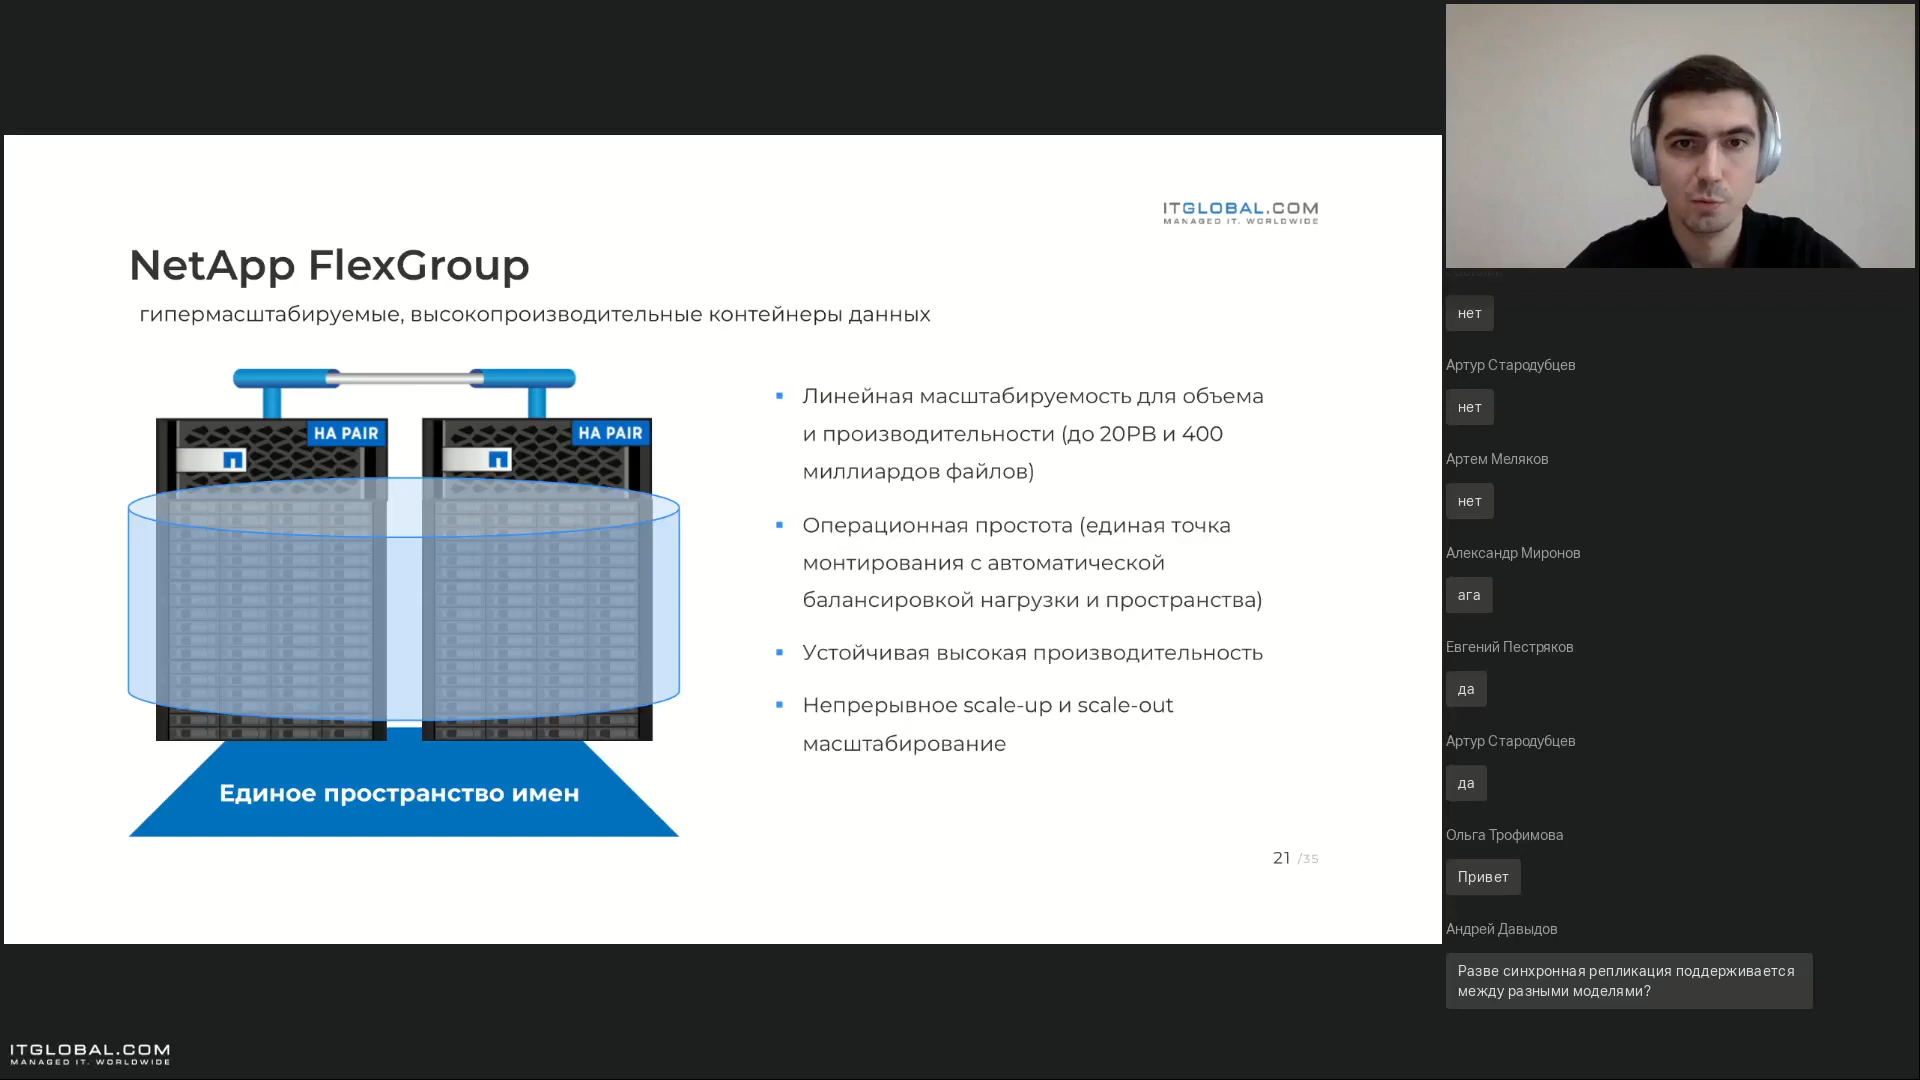 ITGLOBAL.COM
MANAGED IT. WORLDWIDE
NetApp FlexGroup
гипермасштабируемые, высокопроизводительные контейнеры данных
HA PAIR
HA PAIR
Единое пространство имен
Линейная масштабируемость для объема
и производительности (до 20PB и 400
миллиардов файлов)
Операционная простота (единая точка
монтирования с автоматической
балансировкой нагрузки и пространства)
Устойчивая высокая производительность
Непрерывное scale-up и scale-out
масштабирование
21 /35
ITGLOBAL.COM
MANAGED IT. WORLDWIDE
нет
Артур Стародубцев
нет
Артем Меляков
нет
Александр Миронов
ага
Евгений Пестряков
да
Артур Стародубцев
да
Ольга Трофимова
Привет
Андрей Давыдов
Разве синхронная репликация поддерживается
между разными моделями?